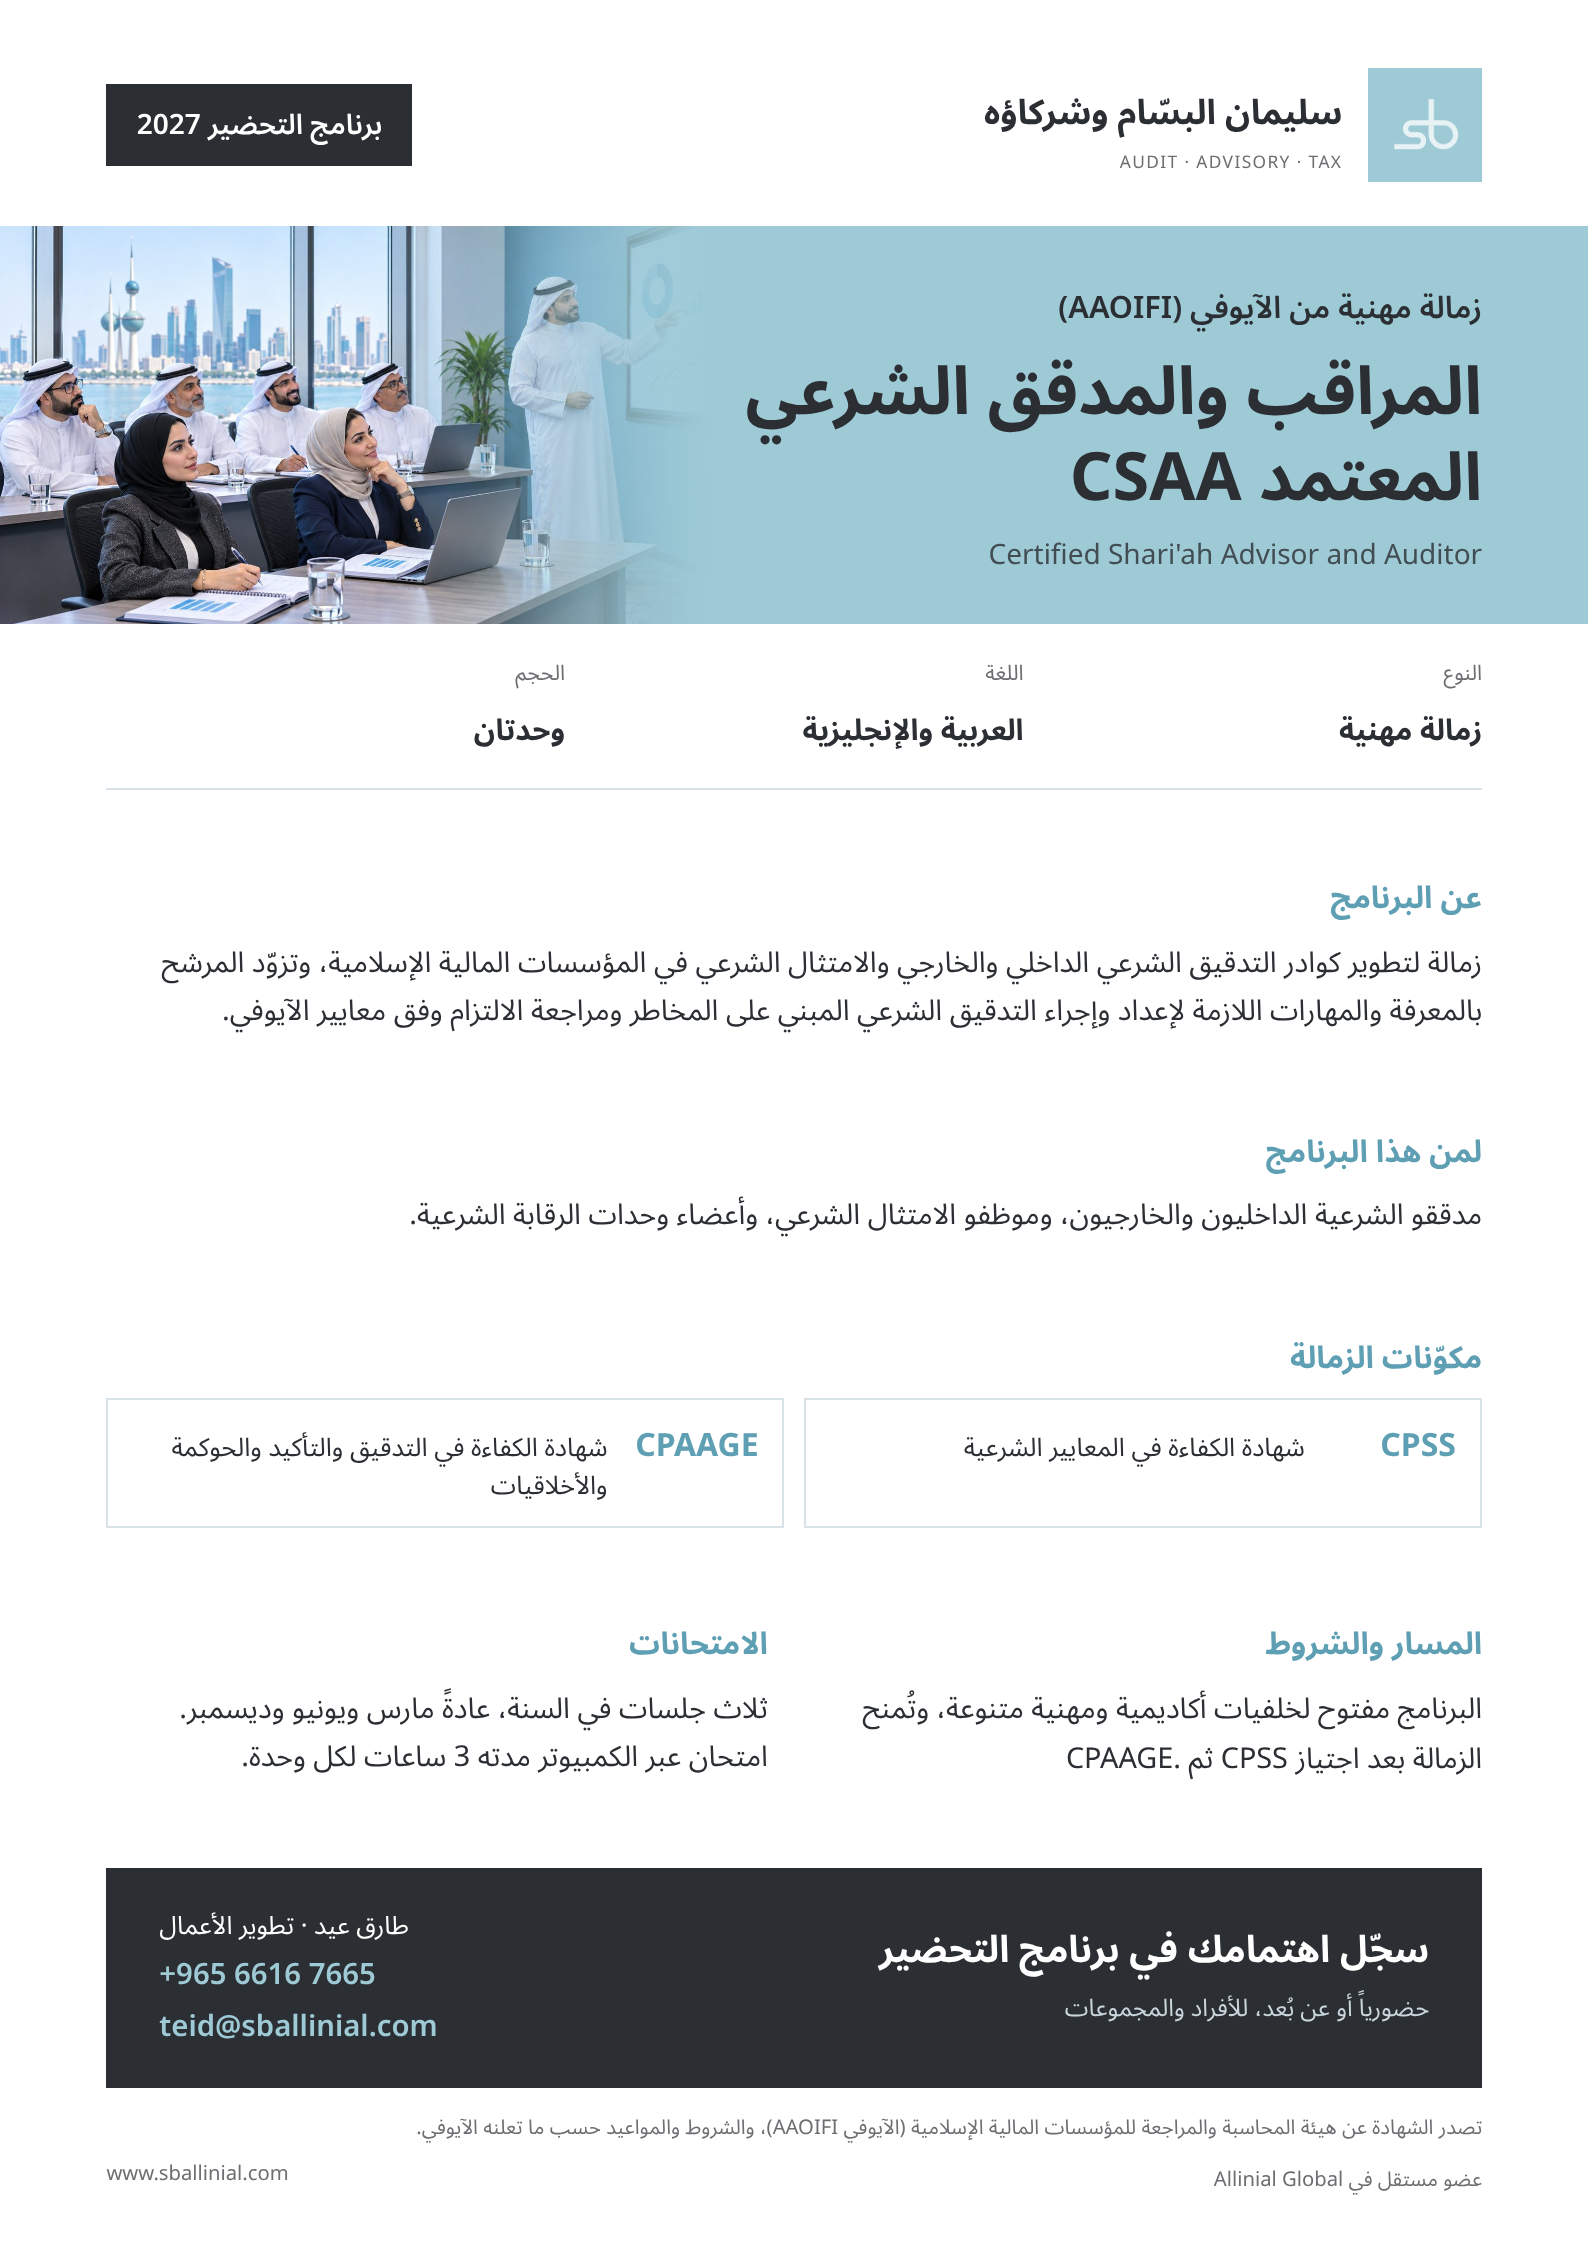 sb
سليمان البسّام وشركاؤه
AUDIT · ADVISORY · TAX
برنامج التحضير 2027
زمالة مهنية من الآيوفي (AAOIFI)
المراقب والمدقق الشرعي
المعتمد CSAA
Certified Shari'ah Advisor and Auditor
النوع
زمالة مهنية
اللغة
العربية والإنجليزية
الحجم
وحدتان
عن البرنامج
زمالة لتطوير كوادر التدقيق الشرعي الداخلي والخارجي والامتثال الشرعي في المؤسسات المالية الإسلامية، وتزوّد المرشح
بالمعرفة والمهارات اللازمة لإعداد وإجراء التدقيق الشرعي المبني على المخاطر ومراجعة الالتزام وفق معايير الآيوفي.
لمن هذا البرنامج
مدققو الشرعية الداخليون والخارجيون، وموظفو الامتثال الشرعي، وأعضاء وحدات الرقابة الشرعية.
مكوّنات الزمالة
CPSS
شهادة الكفاءة في المعايير الشرعية
CPAAGE
شهادة الكفاءة في التدقيق والتأكيد والحوكمة
والأخلاقيات
المسار والشروط
البرنامج مفتوح لخلفيات أكاديمية ومهنية متنوعة، وتُمنح
الزمالة بعد اجتياز CPSS ثم CPAAGE.
الامتحانات
ثلاث جلسات في السنة، عادةً مارس ويونيو وديسمبر.
امتحان عبر الكمبيوتر مدته 3 ساعات لكل وحدة.
سجّل اهتمامك في برنامج التحضير
حضورياً أو عن بُعد، للأفراد والمجموعات
طارق عيد · تطوير الأعمال
+965 6616 7665
teid@sballinial.com
تصدر الشهادة عن هيئة المحاسبة والمراجعة للمؤسسات المالية الإسلامية (الآيوفي AAOIFI)، والشروط والمواعيد حسب ما تعلنه الآيوفي.
عضو مستقل في Allinial Global
www.sballinial.com